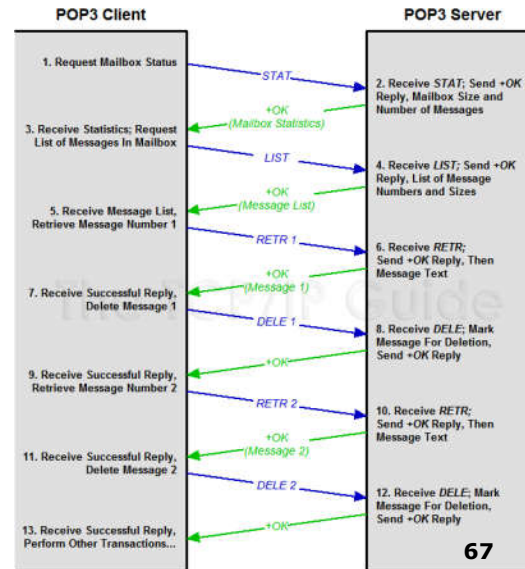 POP3 Client
POP3 Server
1. Request Mailbox Status
STAT
2. Receive STAT; Send +OK
Reply, Mailbox Size and
Number of Messages
+OK
(Mailbox Statistics)
3. Receive Statistics; Request
List of Messages In Mailbox
LIST
4. Receive LIST; Send +OK
Reply, List of Message
Numbers and Sizes
+OK
(Message List)
5. Receive Message List,
Retrieve Message Number 1
RETR 1
6. Receive RETR;
Send +OK Reply, Then
Message Text
+OK
(Message 1)
The TCP/IP Guide
7. Receive Successful Reply,
Delete Message 1
DELE 1
8. Receive DELE; Mark
Message For Deletion,
Send +OK Reply
+OK
9. Receive Successful Reply,
Retrieve Message Number 2
RETR 2
10. Receive RETR;
Send +OK Reply, Then
Message Text
+OK
(Message 2)
11. Receive Successful Reply,
Delete Message 2
DELE 2
12. Receive DELE; Mark
Message For Deletion,
Send +OK Reply
+OK
13. Receive Successful Reply,
Perform Other Transactions...
67